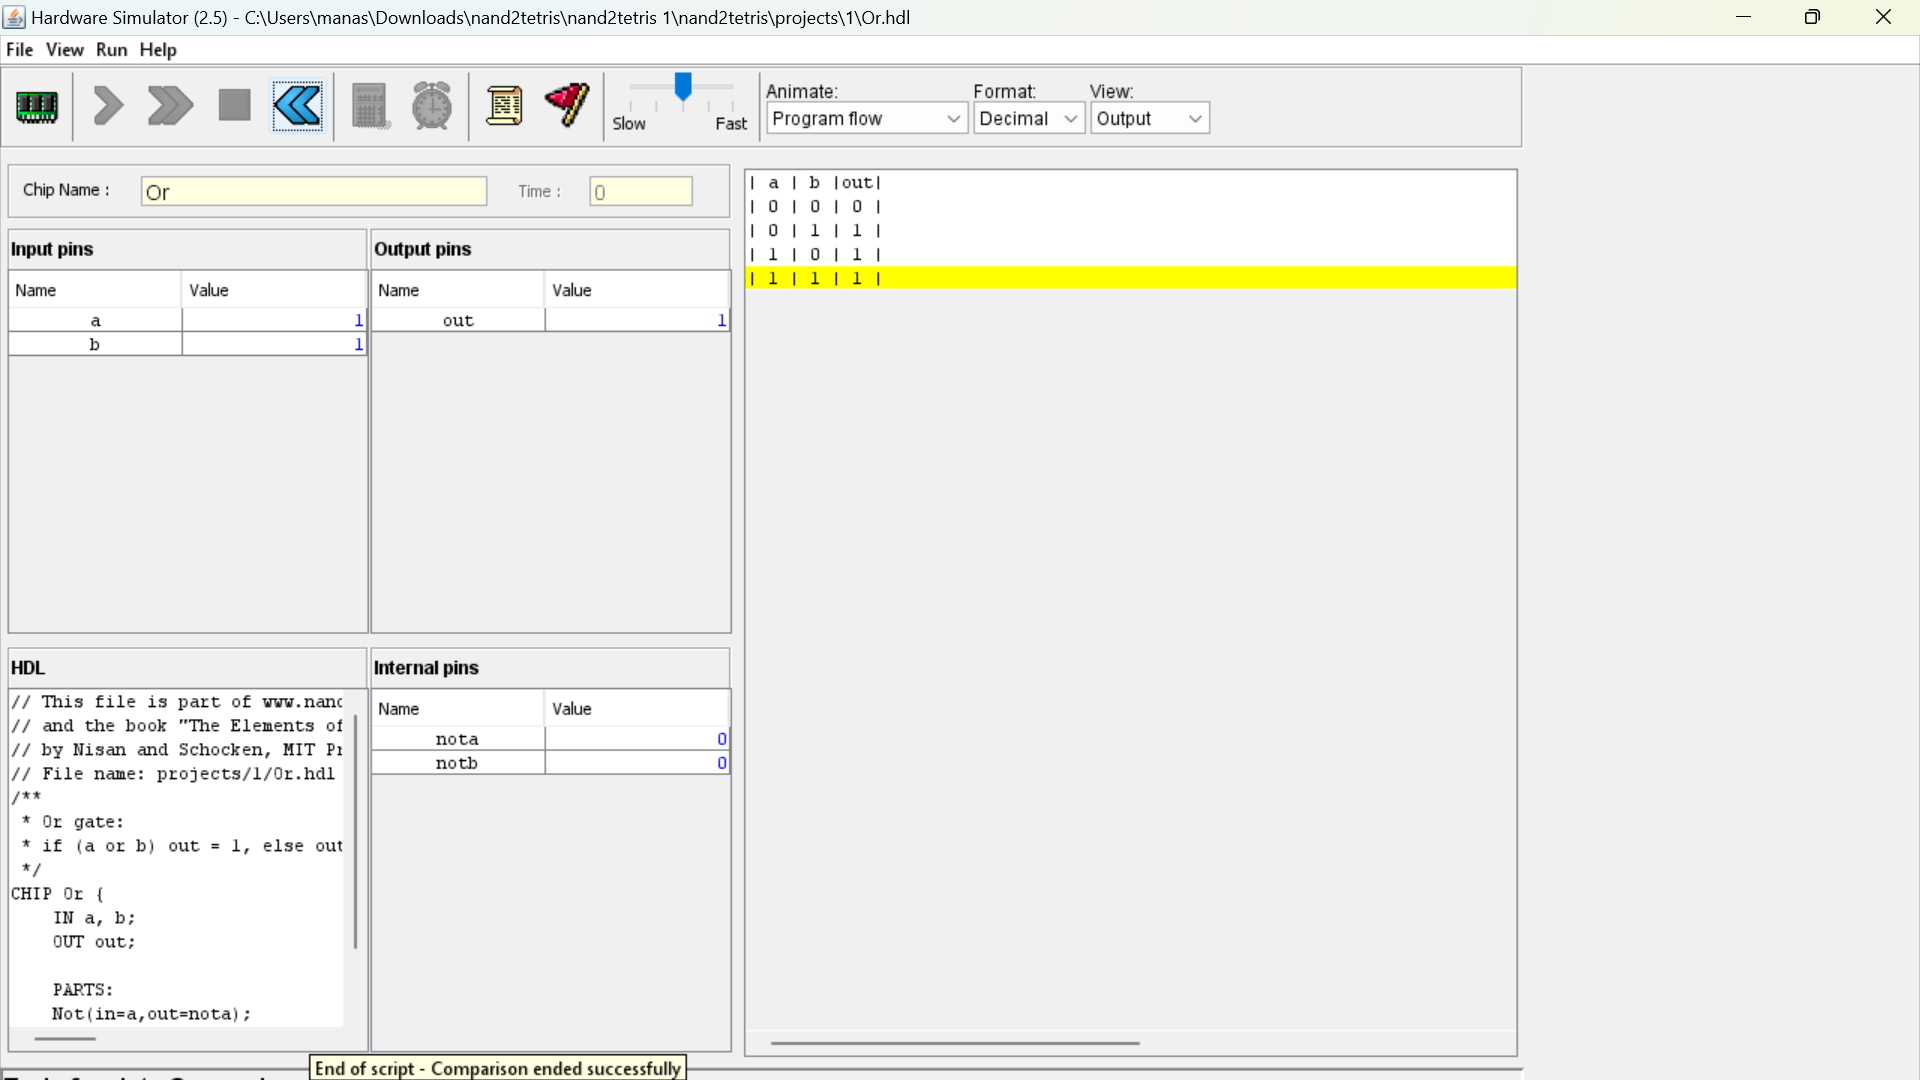 Hardware Simulator (2.5) - C:\Users\manas\Downloads\nand2tetris\nand2tetris 1\nand2tetris\projects\1\Or.hdl
File View Run Help
Slow Fast
Animate: Format: View:
Program flow Decimal Output
Chip Name : Or Time : 0
Input pins
Name Value
a 1
b 1
Output pins
Name Value
out 1
| a | b |out|
| 0 | 0 | 0 |
| 0 | 1 | 1 |
| 1 | 0 | 1 |
| 1 | 1 | 1 |
HDL
// This file is part of www.nand
// and the book "The Elements of
// by Nisan and Schocken, MIT Pr
// File name: projects/1/Or.hdl
/**
* Or gate:
* if (a or b) out = 1, else out
*/
CHIP Or {
IN a, b;
OUT out;
PARTS:
Not(in=a,out=nota);
Internal pins
Name Value
nota 0
notb 0
End of script - Comparison ended successfully